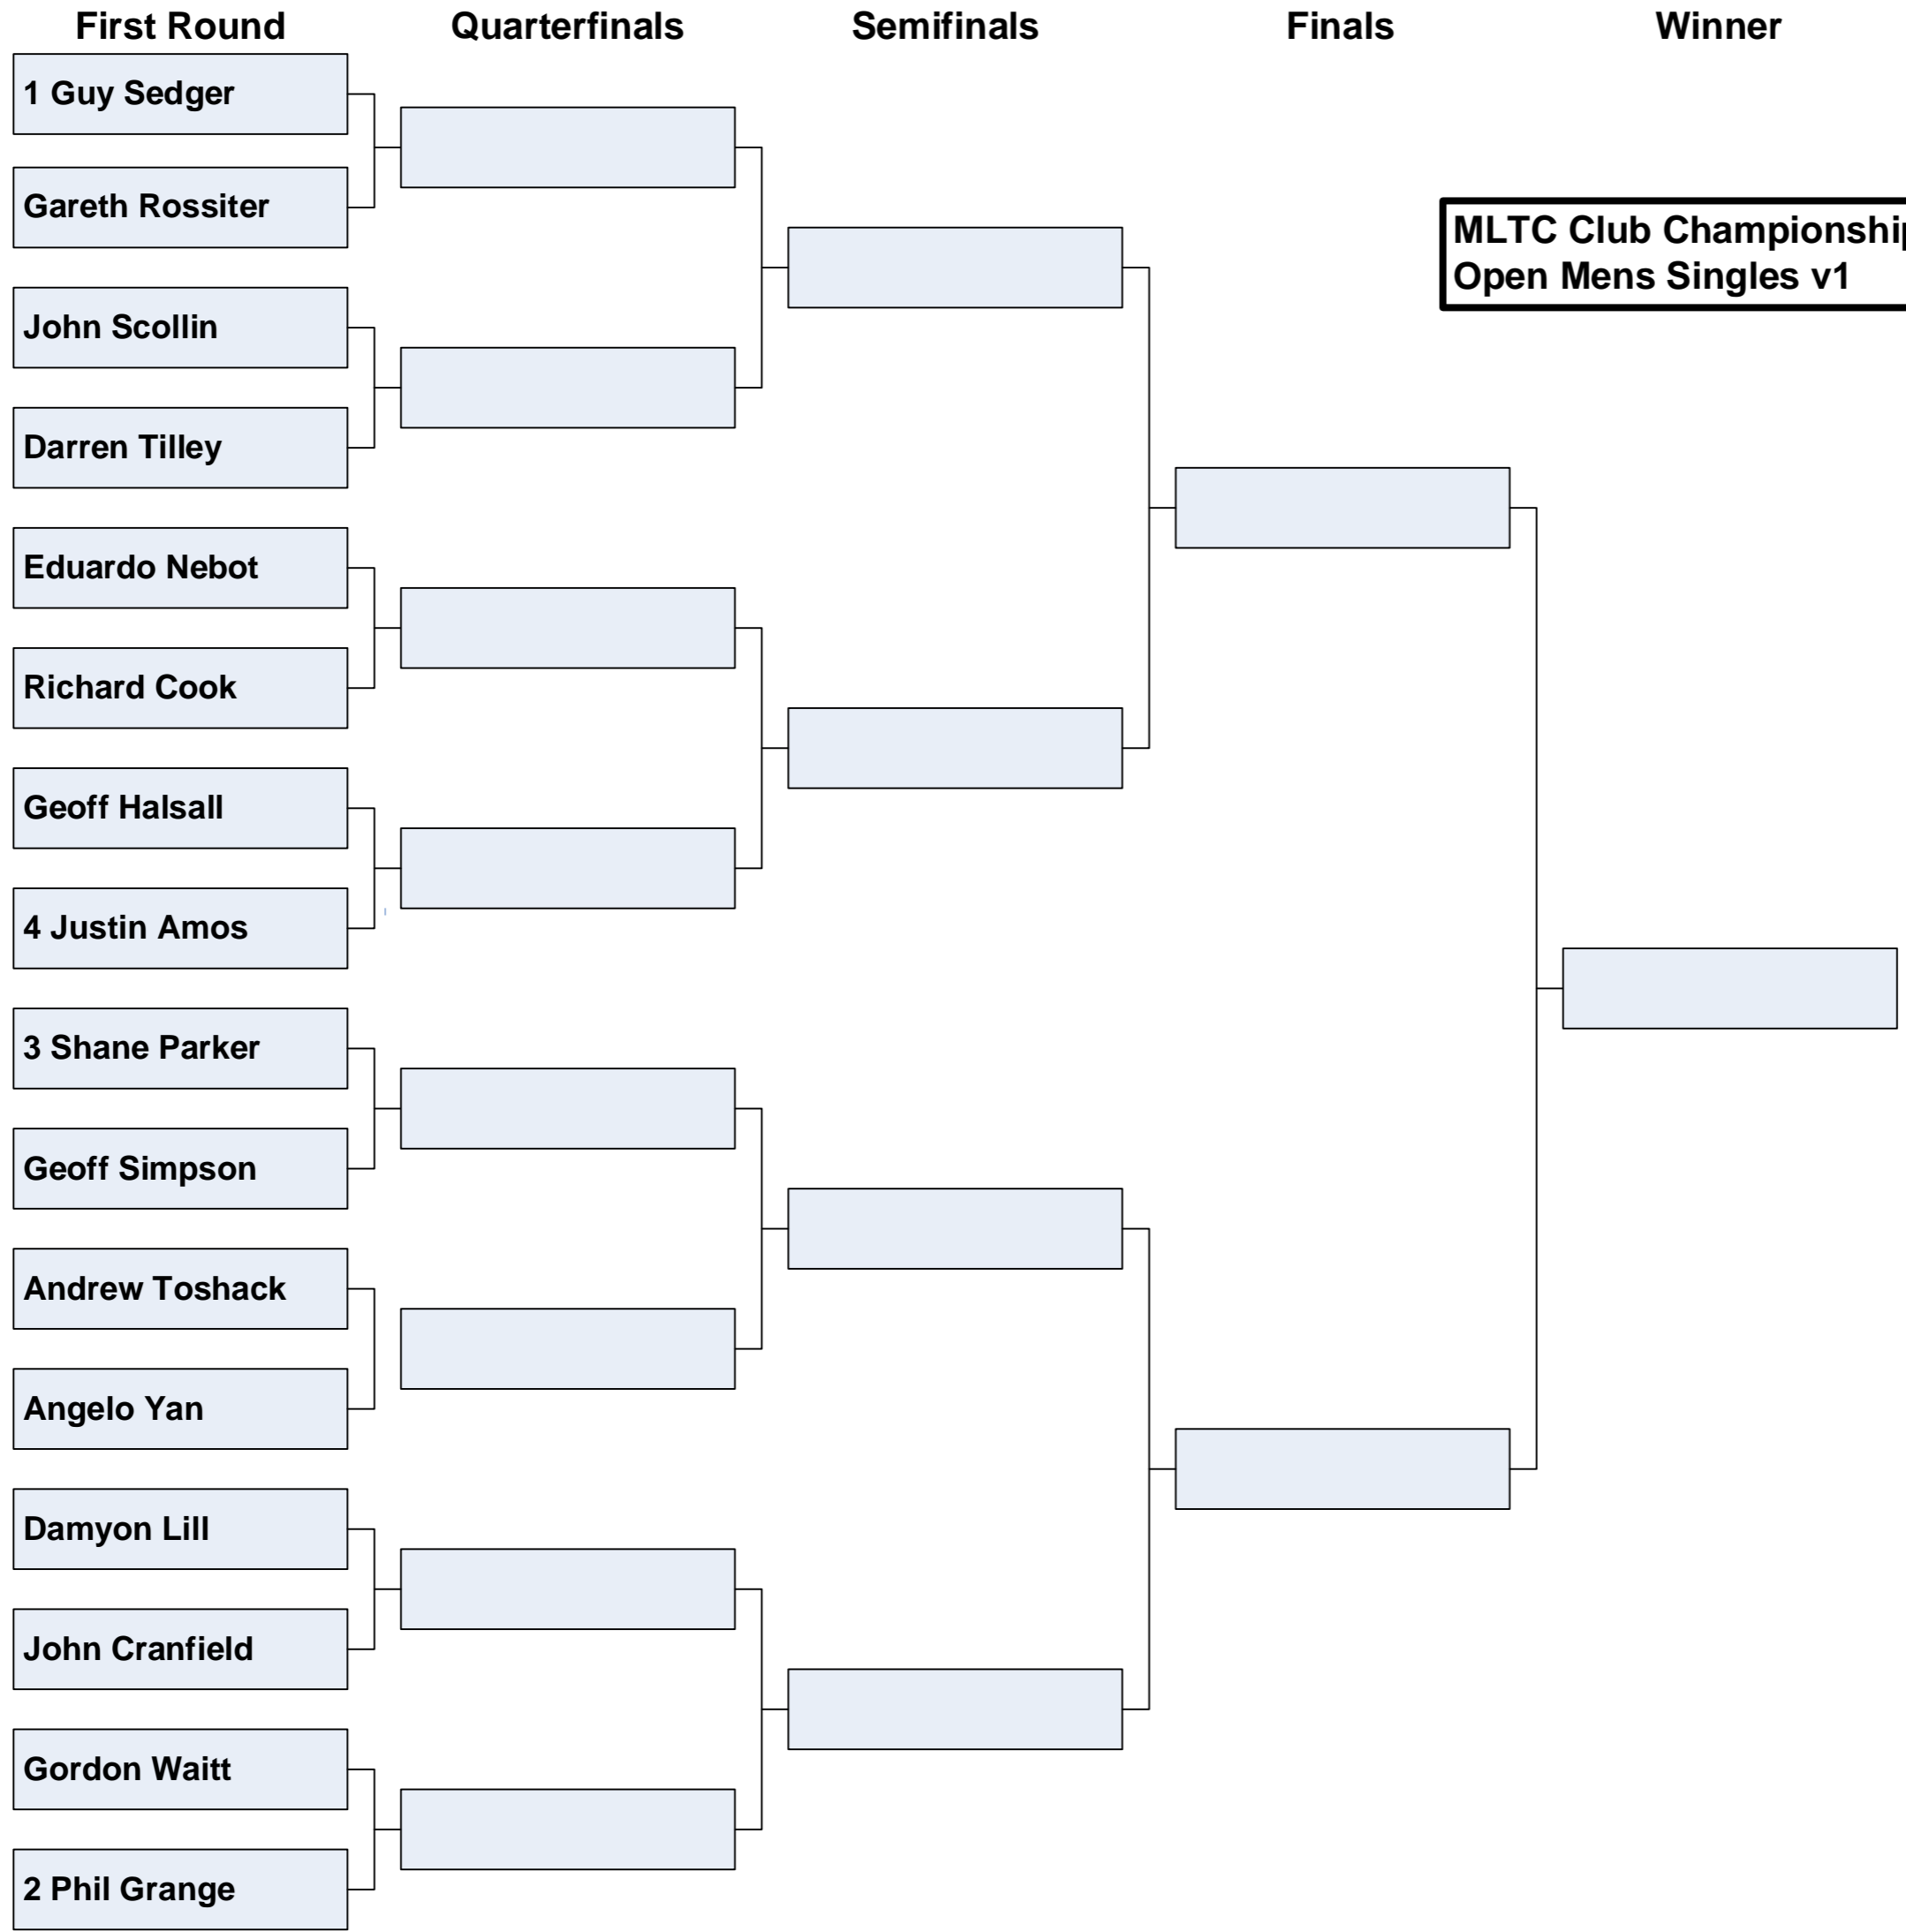 First Round Quarterfinals Semifinals Finals Winner
1 Guy Sedger
Gareth Rossiter
MLTC Club Championship
Open Mens Singles v1
John Scollin
Darren Tilley
Eduardo Nebot
Richard Cook
Geoff Halsall
4 Justin Amos
3 Shane Parker
Geoff Simpson
Andrew Toshack
Angelo Yan
Damyon Lill
John Cranfield
Gordon Waitt
2 Phil Grange